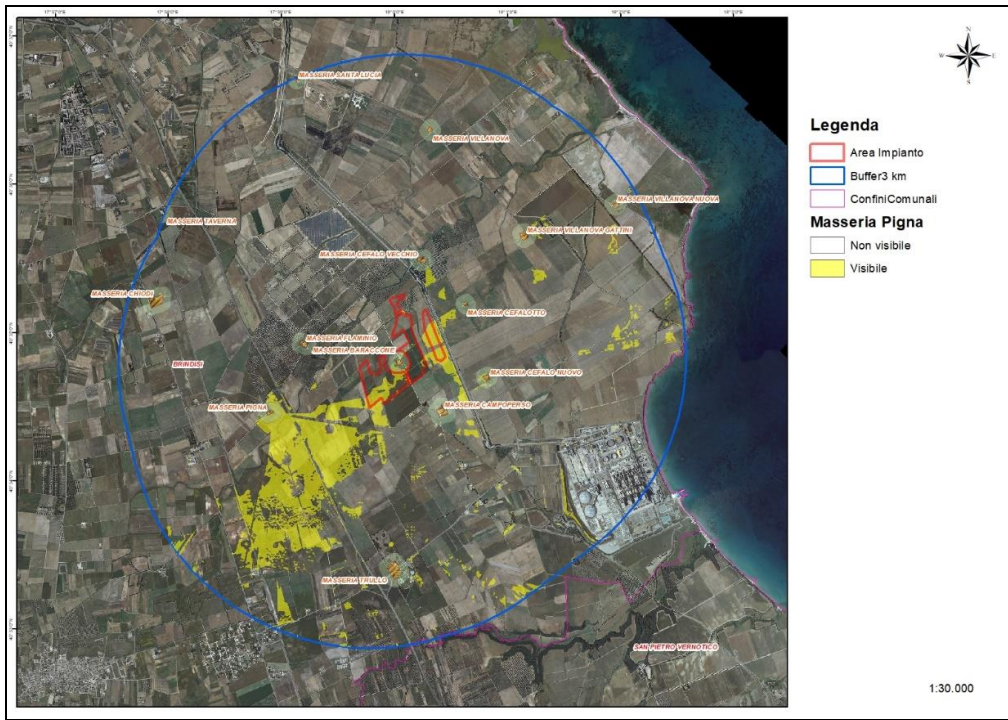 MASSERIA SANTA LUCIA
MASSERIA VILLANOVA
MASSERIA VILLANOVA NUOVA
MASSERIA TAVERNA
MASSERIA VILLANOVA GATTINI
MASSERIA CEFALO VECCHIO
MASSERIA CHIODI
MASSERIA CEFALOTTO
MASSERIA FLAMINIO
MASSERIA BARACCONE
BRINDISI
MASSERIA CEFALO NUOVO
MASSERIA PIGNA
MASSERIA CAMPOPERSO
MASSERIA TRULLO
SAN PIETRO VERNOTICO
N
W E
S
Legenda
Area Impianto
Buffer3 km
ConfiniComunali
Masseria Pigna
Non visibile
Visibile
1:30.000